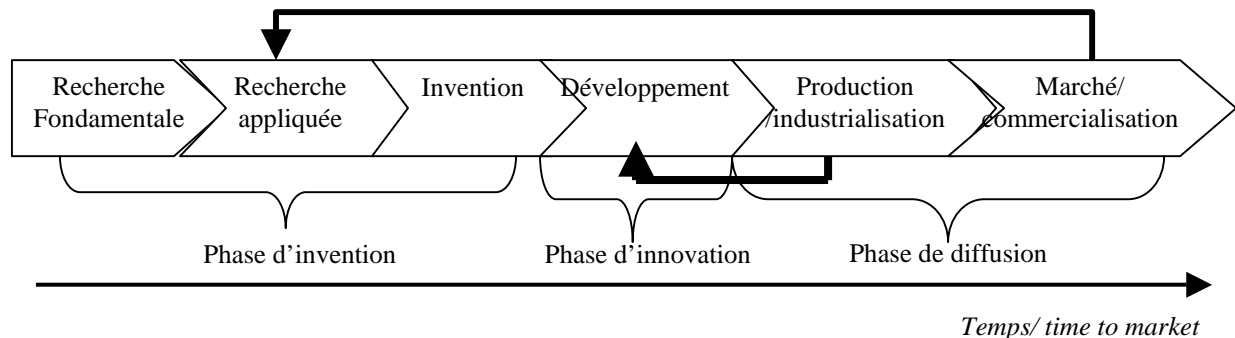 Recherche
Fondamentale
Recherche
appliquée
Invention
Développement
Production
/industrialisation
Marché/
commercialisation
Phase d’invention
Phase d’innovation
Phase de diffusion
Temps/ time to market